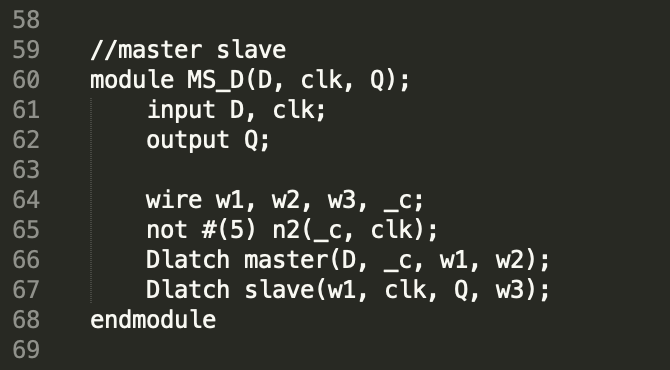 58
59 //master slave
60 module MS_D(D, clk, Q);
61 input D, clk;
62 output Q;
63
64 wire w1, w2, w3, _c;
65 not #(5) n2(_c, clk);
66 Dlatch master(D, _c, w1, w2);
67 Dlatch slave(w1, clk, Q, w3);
68 endmodule
69